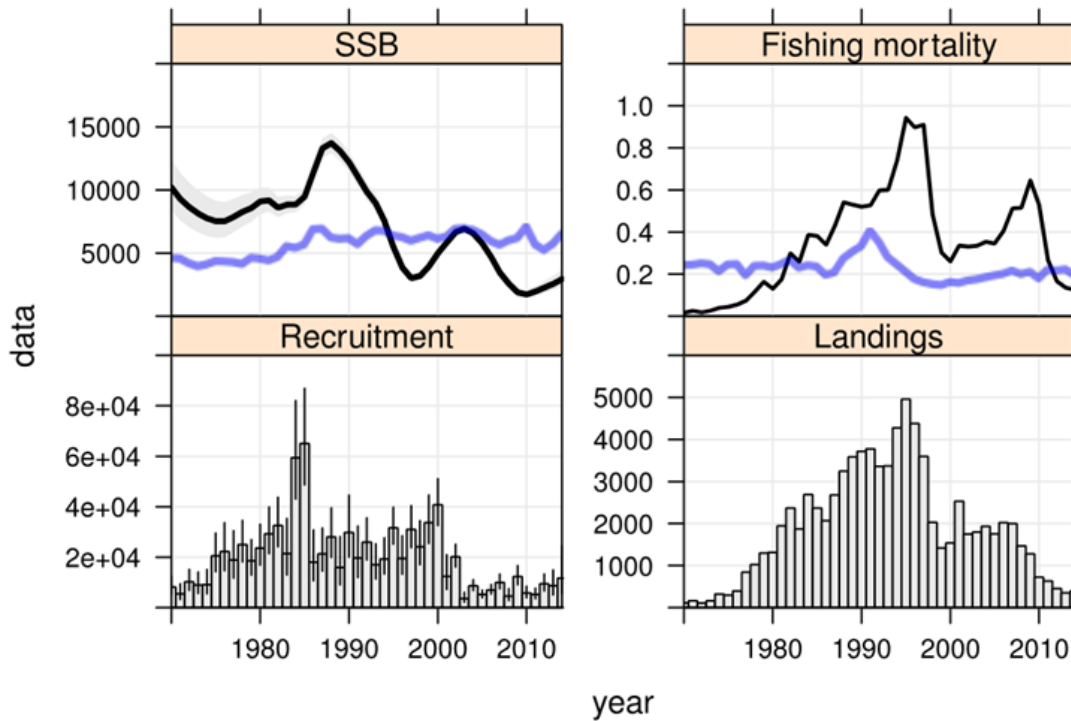 SSB
Fishing mortality
15000
10000
5000
1.0
0.8
0.6
0.4
0.2
data
Recruitment
Landings
8e+04
6e+04
4e+04
2e+04
5000
4000
3000
2000
1000
1980 1990 2000 2010
1980 1990 2000 2010
year